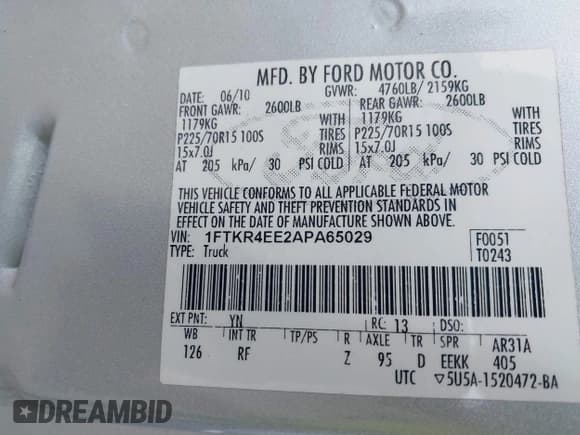 MFD. BY FORD MOTOR CO.
DATE: 06/10 GVWR: 4760LB/ 2159KG
FRONT GAWR: 2600LB REAR GAWR: 2600LB
1179KG WITH 1179KG WITH
P225/70R15 100S TIRES P225/70R15 100S TIRES
15x7.0J RIMS 15x7.0J RIMS
AT 205 kPa/ 30 PSI COLD AT 205 kPa/ 30 PSI COLD
THIS VEHICLE CONFORMS TO ALL APPLICABLE FEDERAL MOTOR
VEHICLE SAFETY AND THEFT PREVENTION STANDARDS IN
EFFECT ON THE DATE OF MANUFACTURE SHOWN ABOVE.
VIN: 1FTKR4EE2APA65029 F0051
TYPE: Truck T0243
EXT PNT: YN RC: 13 DSO:
WB INT TR TP/PS R AXLE TR SPR AR31A
126 RF Z 95 D EEKK 405
UTC ▽5U5A-1520472-BA
DREAMBID